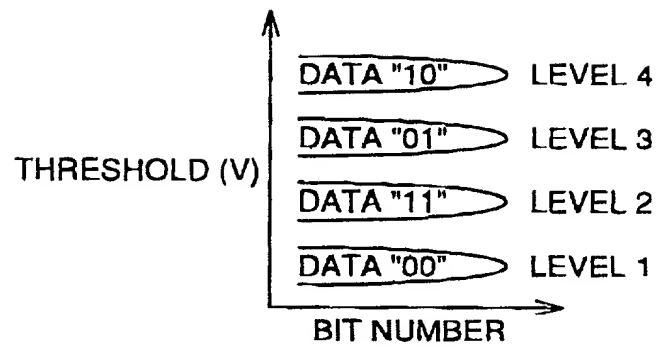 DATA "10" LEVEL 4
DATA "01" LEVEL 3
THRESHOLD (V)
DATA "11" LEVEL 2
DATA "00" LEVEL 1
BIT NUMBER